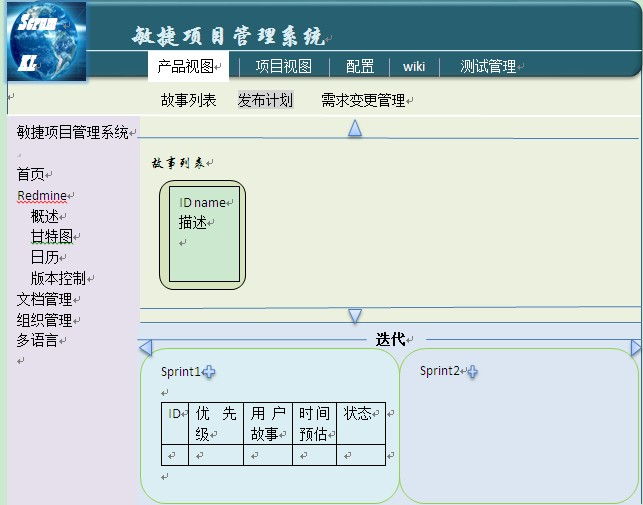 Scrum
XL
敏捷项目管理系统
产品视图 项目视图 配置 wiki 测试管理
故事列表 发布计划 需求变更管理
敏捷项目管理系统
首页
Redmine
概述
甘特图
日历
版本控制
文档管理
组织管理
多语言
故事列表
ID name
描述
迭代
Sprint1
ID 优先级 用户故事 时间预估 状态
Sprint2